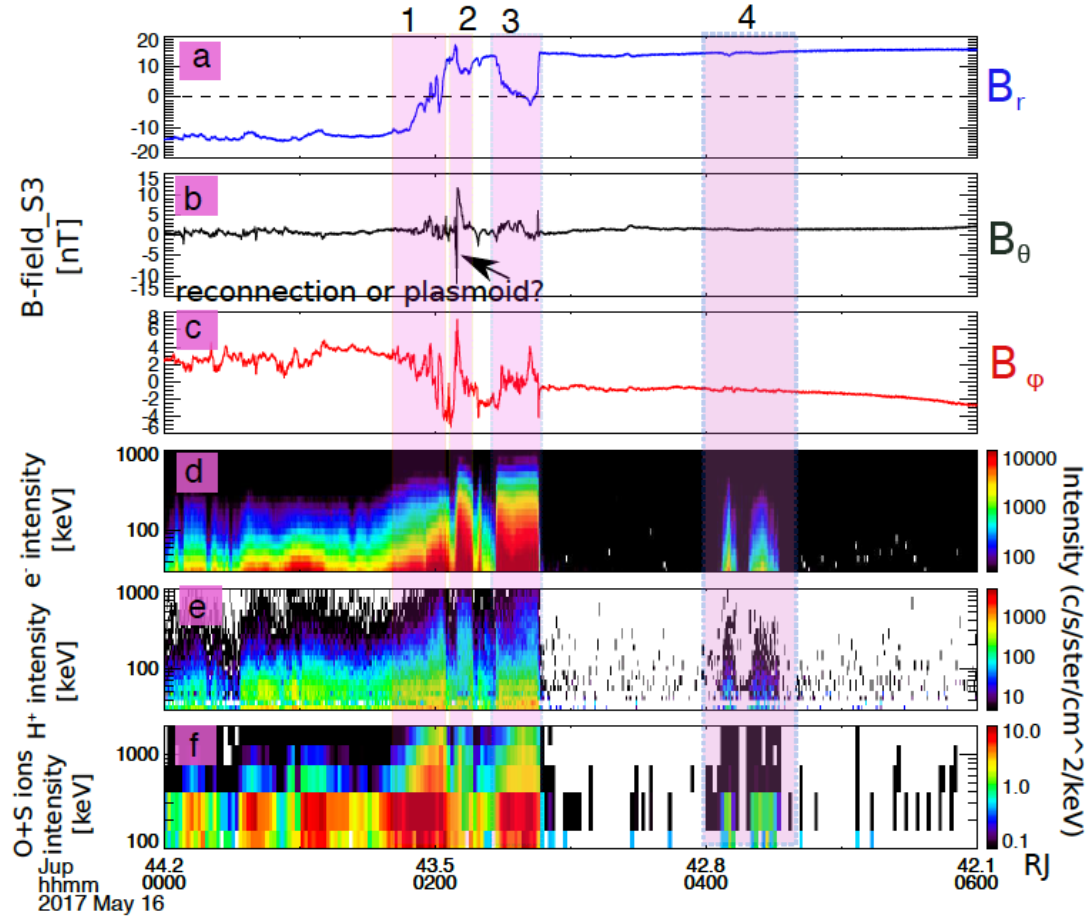 1 2 3 4
a
20
10
0
-10
-20
B r
b
15
10
5
0
-5
-10
-15
B θ
reconnection or plasmoid?
B-field_S3
[nT]
c
8
6
4
2
0
-2
-4
-6
B φ
d
1000
100
e⁻ intensity
[keV]
10000
1000
100
e
1000
100
H⁺ intensity
[keV]
1000
100
10
f
1000
100
O+S ions
intensity
[keV]
10.0
1.0
0.1
Intensity (c/s/ster/cm^2/keV)
Jup 44.2 43.5 42.8 42.1 RJ
hhmm 0000 0200 0400 0600
2017 May 16